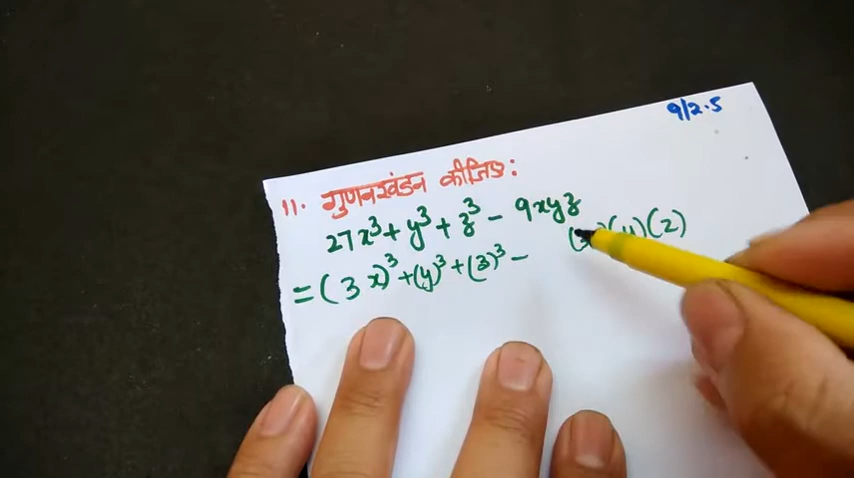 9/2.5
11. गुणनखंडन कीजिए:
27x³ + y³ + z³ - 9xyz
= (3x)³ + (y)³ + (z)³ - (y)(z)